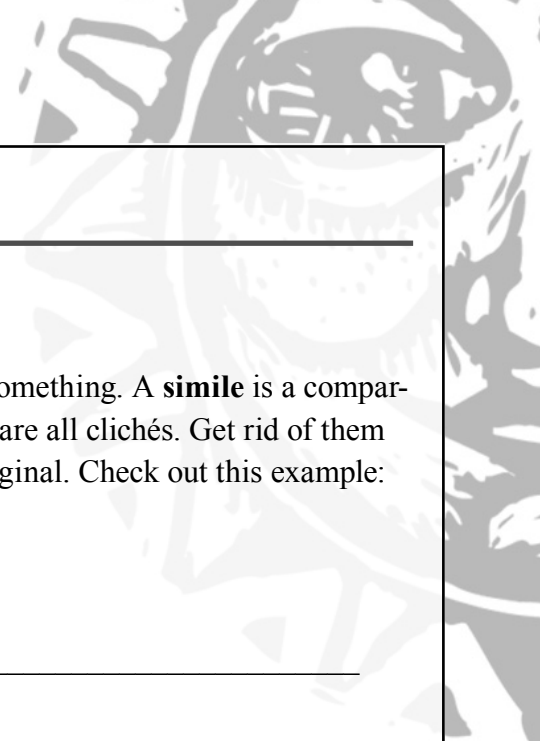 omething. A simile is a compar-
are all clichés. Get rid of them
ginal. Check out this example: